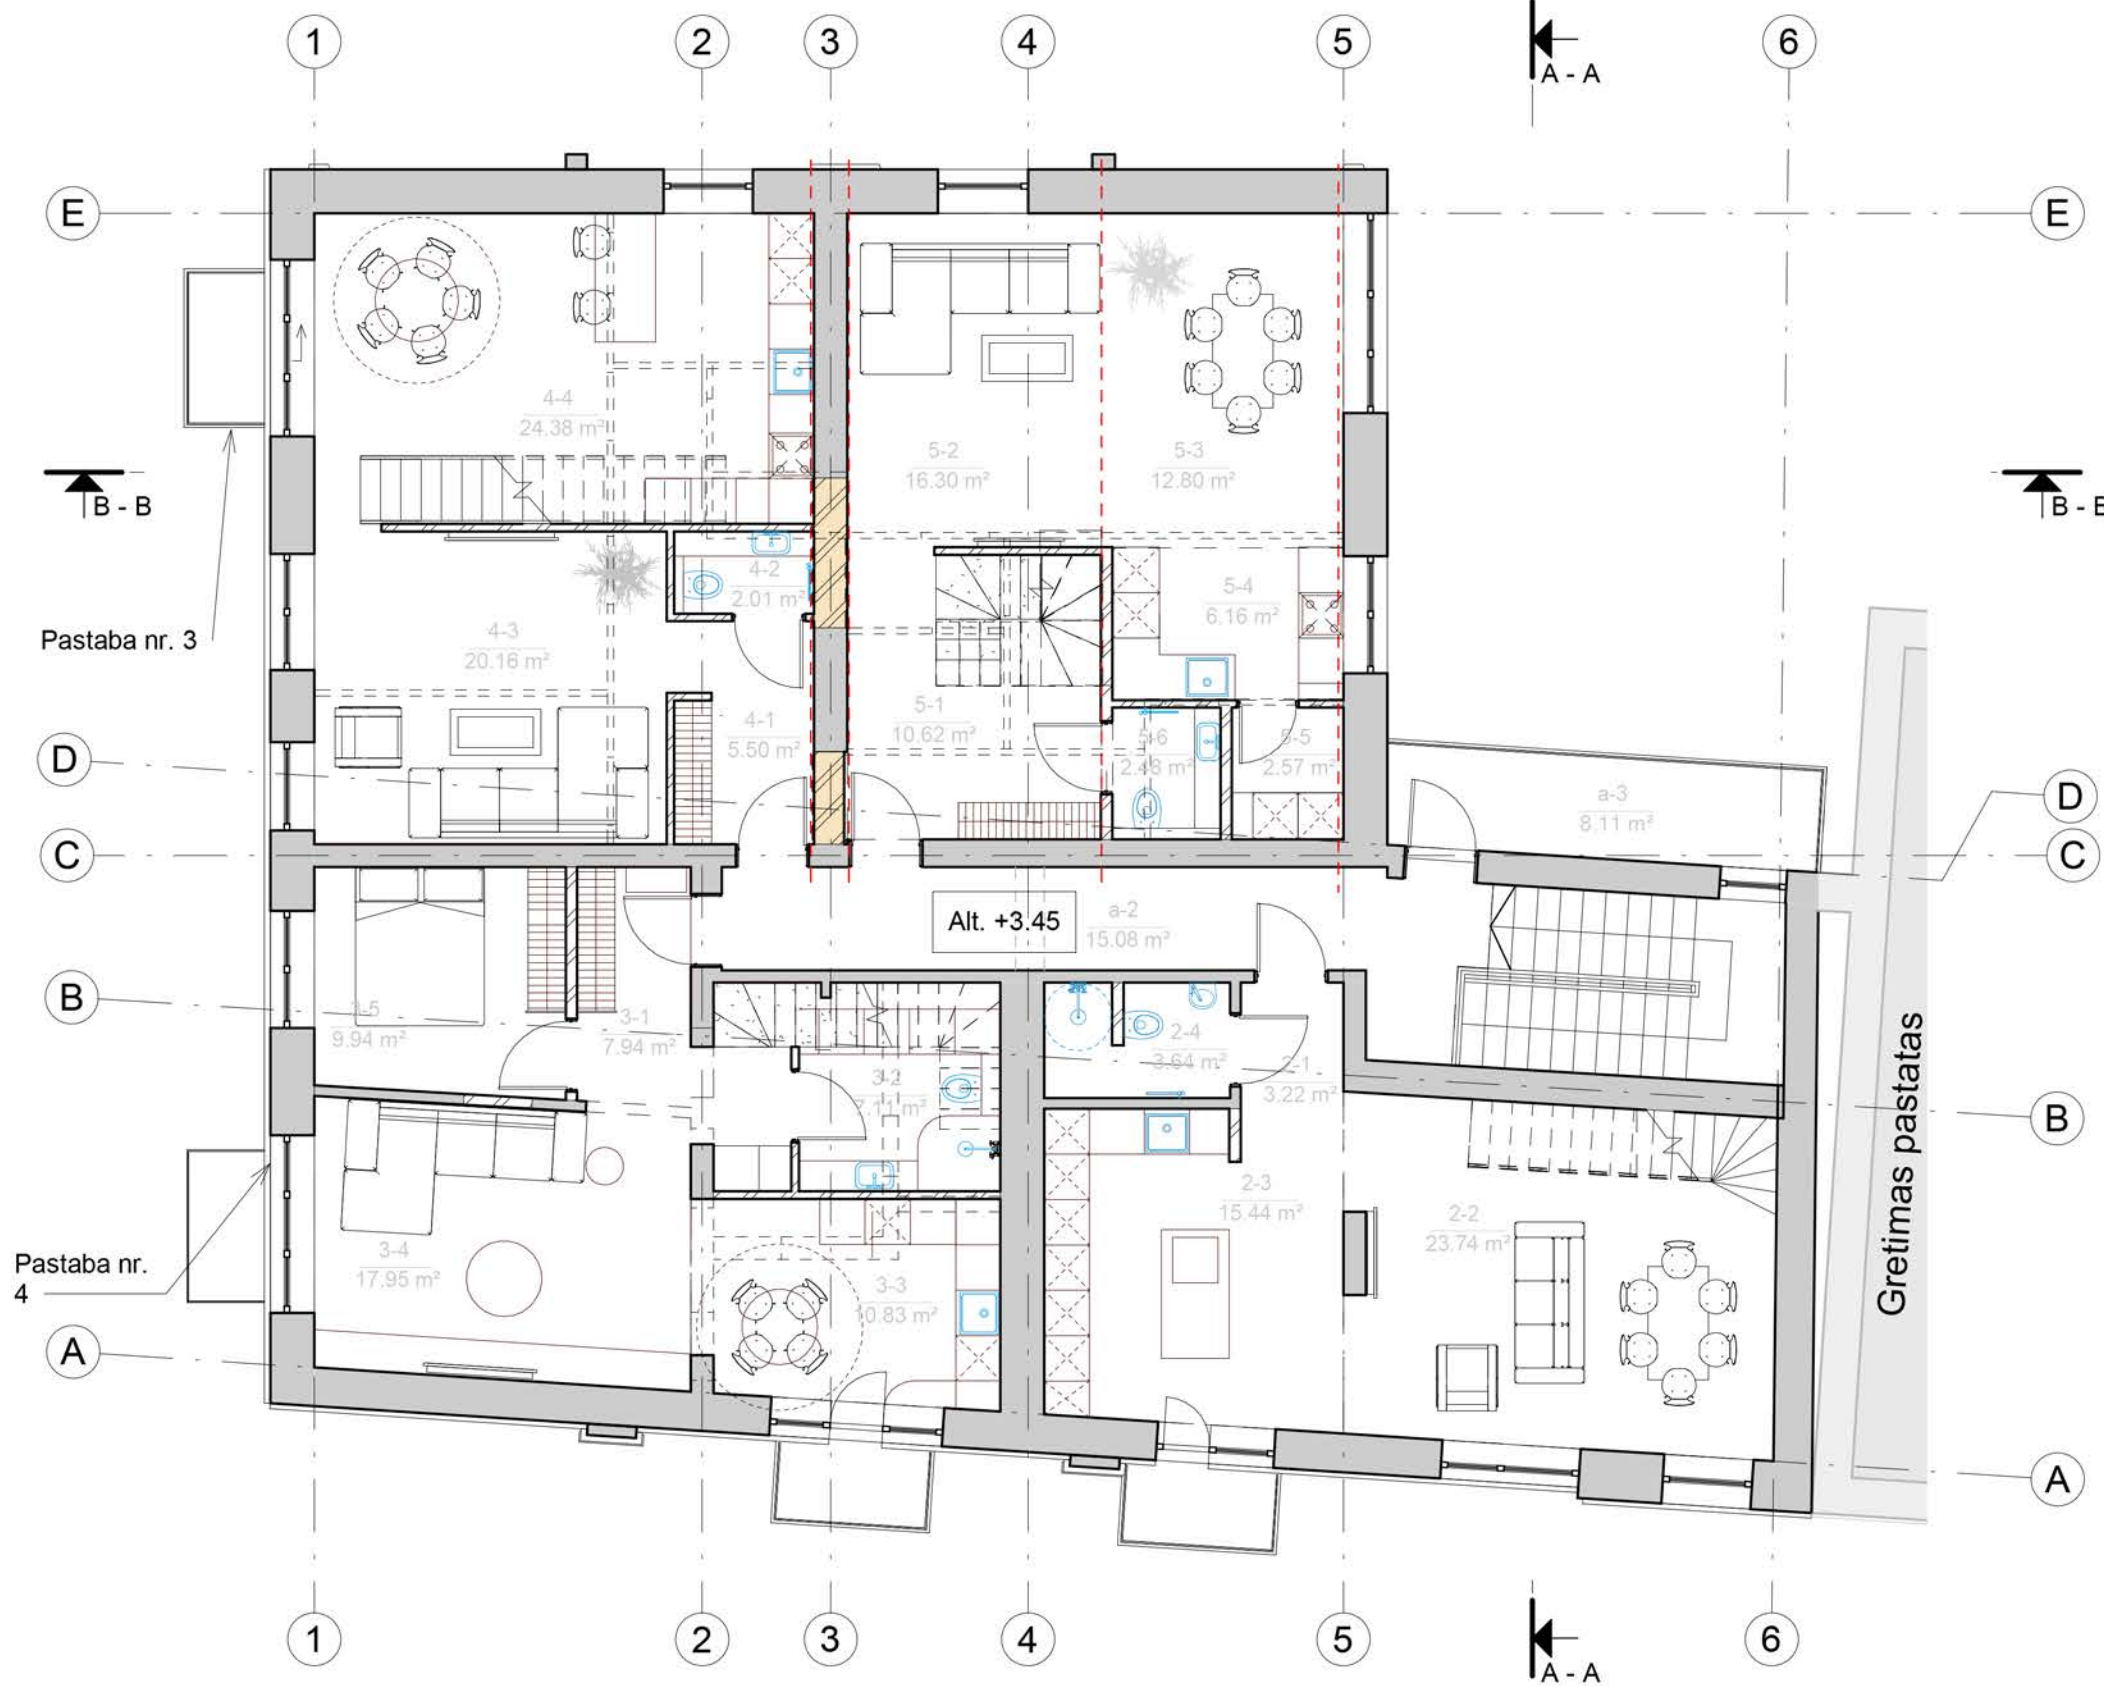 1 2 3 4 5 6
A - A
E E
4-4
24.38 m²
5-2
16.30 m²
5-3
12.80 m²
B - B
B - B
4-2
2.01 m²
5-4
6.16 m²
Pastaba nr. 3
4-3
20.16 m²
4-1
5.50 m²
5-1
10.62 m²
5-6
2.46 m²
5-5
2.57 m²
D
D
a-3
8.11 m²
C C
Alt. +3.45
a-2
15.08 m²
B
3-5
9.94 m²
3-1
7.94 m²
2-4
3.64 m²
2-1
3.22 m²
3-2
7.11 m²
B
Gretimas pastatas
2-3
15.44 m²
2-2
23.74 m²
Pastaba nr.
4
3-4
17.95 m²
3-3
10.83 m²
A
A
1 2 3 4 5 6
A - A